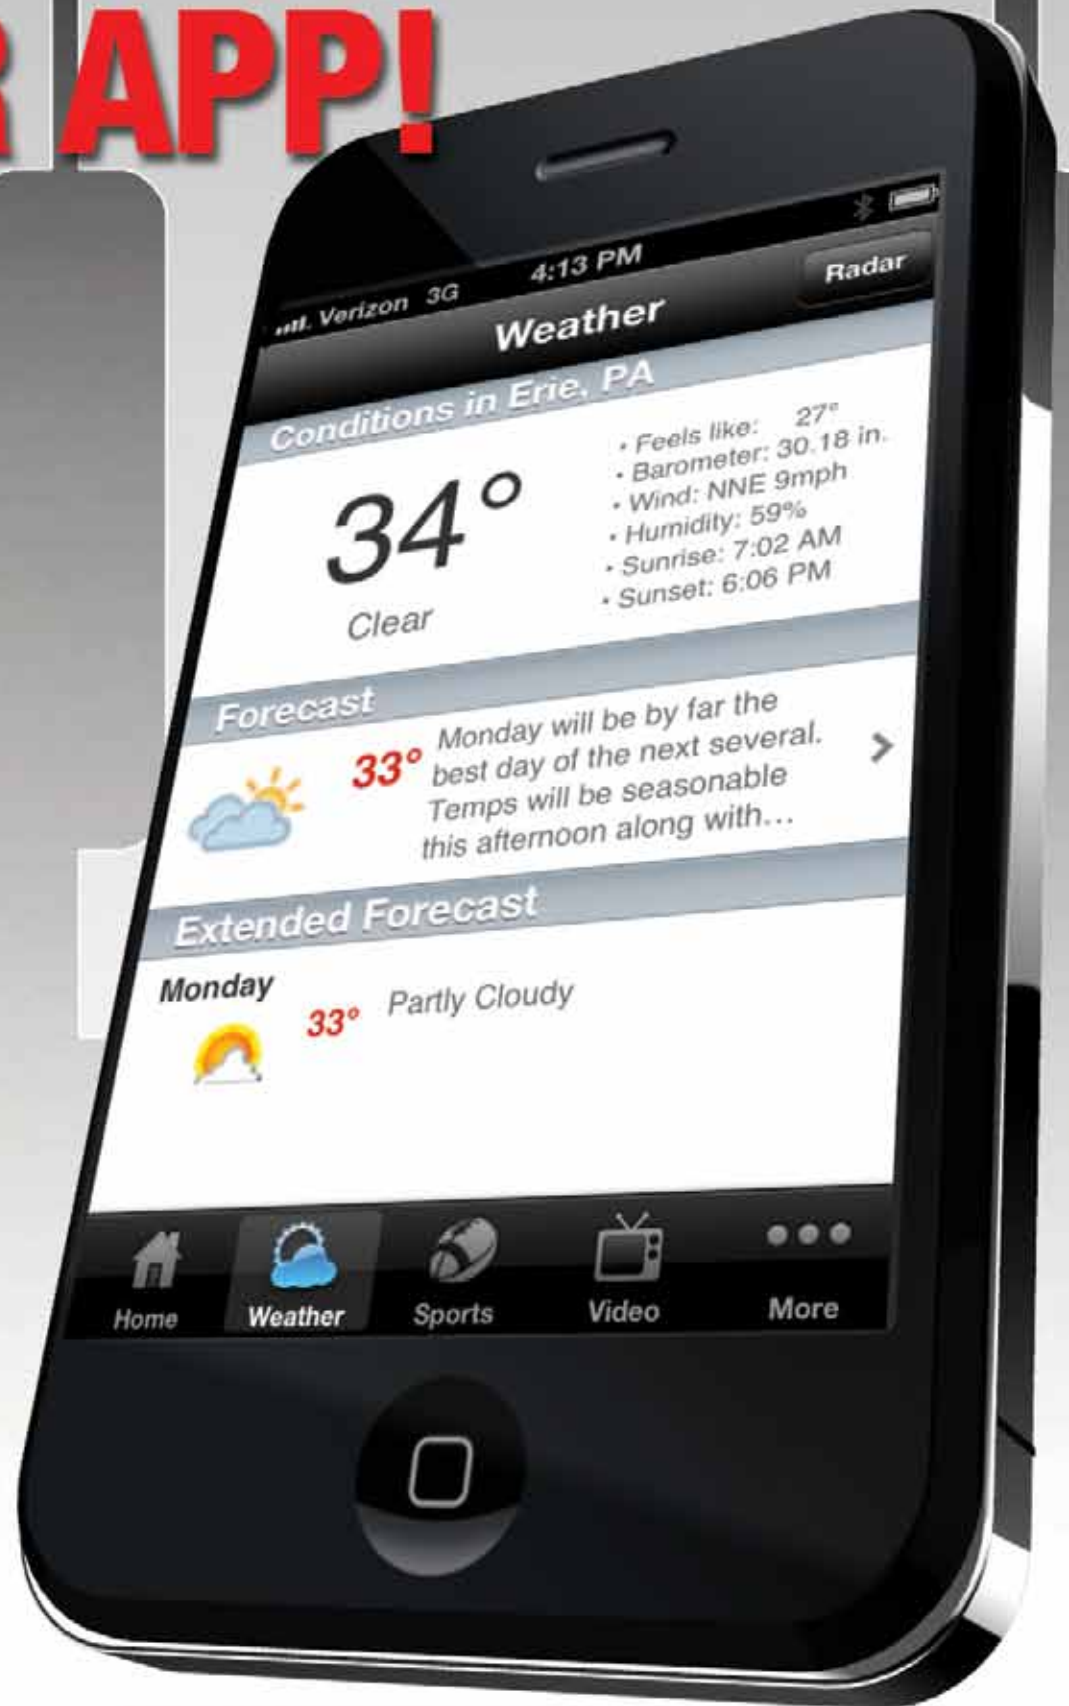 APP!
Verizon 3G 4:13 PM
Weather Radar
Conditions in Erie, PA
34°
Clear
• Feels like: 27°
• Barometer: 30.18 in.
• Wind: NNE 9mph
• Humidity: 59%
• Sunrise: 7:02 AM
• Sunset: 6:06 PM
Forecast
33°
Monday will be by far the
best day of the next several.
Temps will be seasonable
this afternoon along with...
Extended Forecast
Monday
33° Partly Cloudy
Home Weather Sports Video More